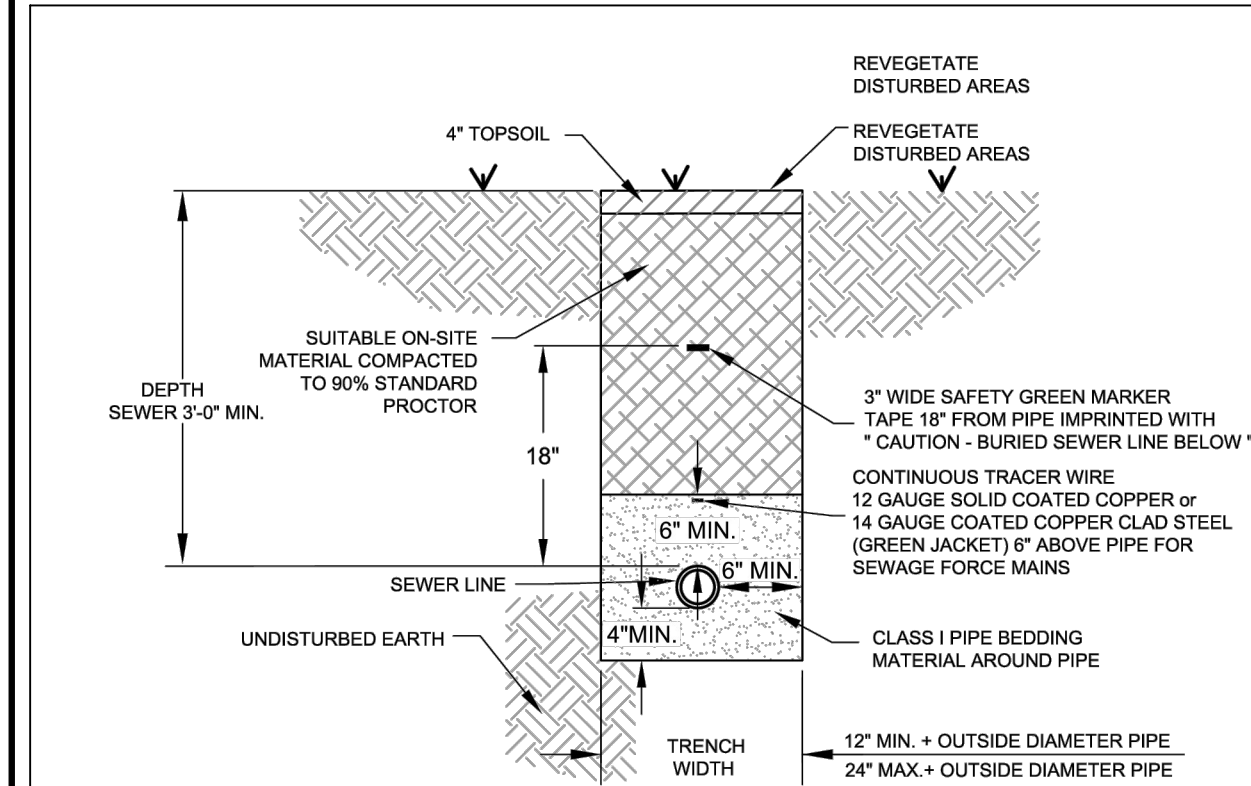 REVEGETATE
DISTURBED AREAS
4" TOPSOIL
REVEGETATE
DISTURBED AREAS
SUITABLE ON-SITE
MATERIAL COMPACTED
TO 90% STANDARD
PROCTOR
DEPTH
SEWER 3'-0" MIN.
18"
3" WIDE SAFETY GREEN MARKER
TAPE 18" FROM PIPE IMPRINTED WITH
" CAUTION - BURIED SEWER LINE BELOW "
CONTINUOUS TRACER WIRE
12 GAUGE SOLID COATED COPPER or
14 GAUGE COATED COPPER CLAD STEEL
(GREEN JACKET) 6" ABOVE PIPE FOR
SEWAGE FORCE MAINS
6" MIN.
6" MIN.
SEWER LINE
4"MIN.
UNDISTURBED EARTH
CLASS I PIPE BEDDING
MATERIAL AROUND PIPE
TRENCH
WIDTH
12" MIN. + OUTSIDE DIAMETER PIPE
24" MAX.+ OUTSIDE DIAMETER PIPE